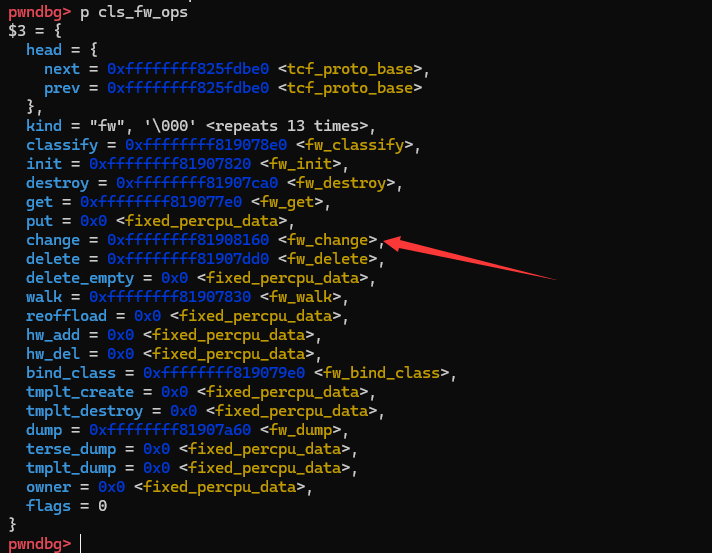 pwndbg> p cls_fw_ops
$3 = {
  head = {
    next = 0xffffffff825fdbe0 <tcf_proto_base>,
    prev = 0xffffffff825fdbe0 <tcf_proto_base>
  },
  kind = "fw", '\000' <repeats 13 times>,
  classify = 0xffffffff819078e0 <fw_classify>,
  init = 0xffffffff81907820 <fw_init>,
  destroy = 0xffffffff81907ca0 <fw_destroy>,
  get = 0xffffffff819077e0 <fw_get>,
  put = 0x0 <fixed_percpu_data>,
  change = 0xffffffff81908160 <fw_change>,
  delete = 0xffffffff81907dd0 <fw_delete>,
  delete_empty = 0x0 <fixed_percpu_data>,
  walk = 0xffffffff81907830 <fw_walk>,
  reoffload = 0x0 <fixed_percpu_data>,
  hw_add = 0x0 <fixed_percpu_data>,
  hw_del = 0x0 <fixed_percpu_data>,
  bind_class = 0xffffffff819079e0 <fw_bind_class>,
  tmplt_create = 0x0 <fixed_percpu_data>,
  tmplt_destroy = 0x0 <fixed_percpu_data>,
  dump = 0xffffffff81907a60 <fw_dump>,
  terse_dump = 0x0 <fixed_percpu_data>,
  tmplt_dump = 0x0 <fixed_percpu_data>,
  owner = 0x0 <fixed_percpu_data>,
  flags = 0
}
pwndbg>